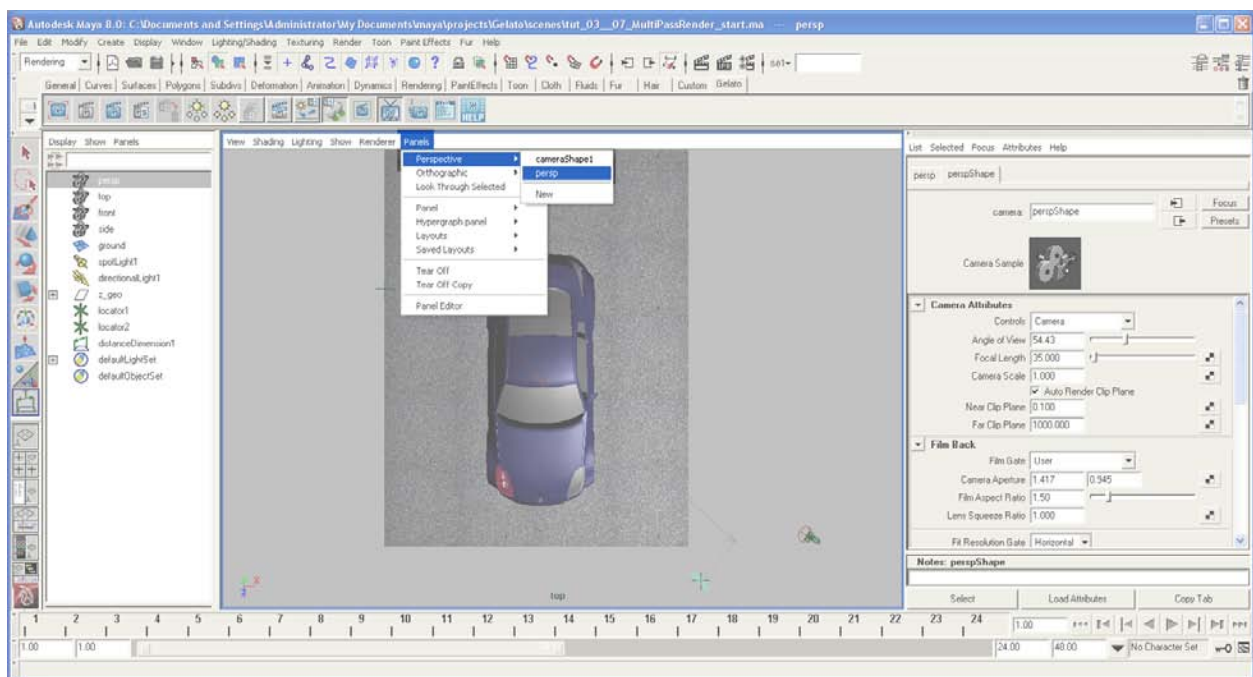 Autodesk Maya 8.0: C:\Documents and Settings\Administrator\My Documents\maya\projects\Gelato\scenes\tut_03__07_MultiPassRender_start.ma --- persp
File Edit Modify Create Display Window Lighting/Shading Texturing Render Toon Paint Effects Fur Help
Rendering
sel-
General Curves Surfaces Polygons Subdivs Deformation Animation Dynamics Rendering PaintEffects Toon Cloth Fluids Fur Hair Custom Gelato
HELP
Display Show Panels
persp
top
front
side
ground
spotLight1
directionalLight1
z_geo
locator1
locator2
distanceDimension1
defaultLightSet
defaultObjectSet
View Shading Lighting Show Renderer Panels
Perspective
Orthographic
Look Through Selected
Panel
Hypergraph panel
Layouts
Saved Layouts
Tear Off
Tear Off Copy
Panel Editor
cameraShape1
persp
New
top
List Selected Focus Attributes Help
persp perspShape
camera: perspShape
Focus
Presets
Camera Sample
Camera Attributes
Controls Camera
Angle of View 54.43
Focal Length 35.000
Camera Scale 1.000
Auto Render Clip Plane
Near Clip Plane 0.100
Far Clip Plane 1000.000
Film Back
Film Gate User
Camera Aperture 1.417 0.945
Film Aspect Ratio 1.50
Lens Squeeze Ratio 1.000
Fit Resolution Gate Horizontal
Notes: perspShape
Select Load Attributes Copy Tab
1 2 3 4 5 6 7 8 9 10 11 12 13 14 15 16 17 18 19 20 21 22 23 24
1.00
1.00 1.00 24.00 48.00 No Character Set